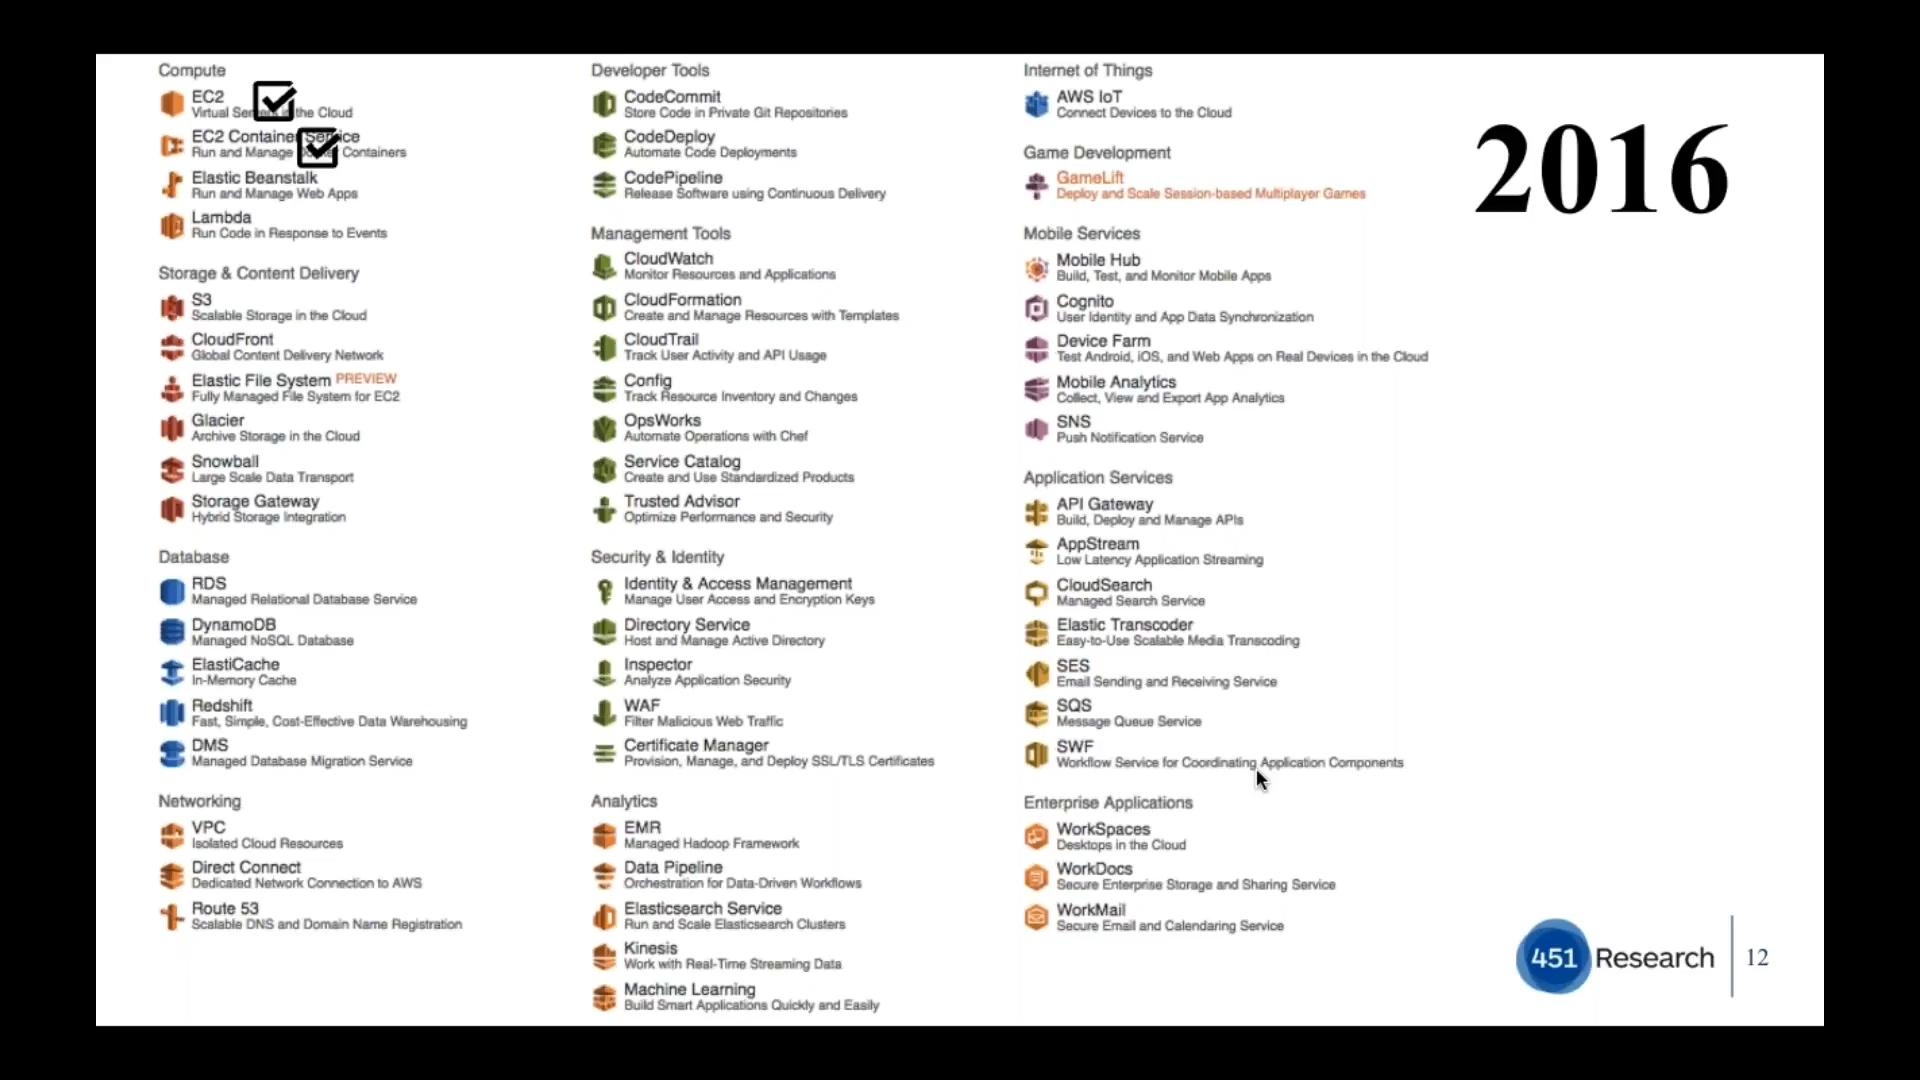 Compute
EC2
Virtual Servers in the Cloud
EC2 Container Service
Run and Manage Docker Containers
Elastic Beanstalk
Run and Manage Web Apps
Lambda
Run Code in Response to Events
Storage & Content Delivery
S3
Scalable Storage in the Cloud
CloudFront
Global Content Delivery Network
Elastic File System PREVIEW
Fully Managed File System for EC2
Glacier
Archive Storage in the Cloud
Snowball
Large Scale Data Transport
Storage Gateway
Hybrid Storage Integration
Database
RDS
Managed Relational Database Service
DynamoDB
Managed NoSQL Database
ElastiCache
In-Memory Cache
Redshift
Fast, Simple, Cost-Effective Data Warehousing
DMS
Managed Database Migration Service
Networking
VPC
Isolated Cloud Resources
Direct Connect
Dedicated Network Connection to AWS
Route 53
Scalable DNS and Domain Name Registration
Developer Tools
CodeCommit
Store Code in Private Git Repositories
CodeDeploy
Automate Code Deployments
CodePipeline
Release Software using Continuous Delivery
Management Tools
CloudWatch
Monitor Resources and Applications
CloudFormation
Create and Manage Resources with Templates
CloudTrail
Track User Activity and API Usage
Config
Track Resource Inventory and Changes
OpsWorks
Automate Operations with Chef
Service Catalog
Create and Use Standardized Products
Trusted Advisor
Optimize Performance and Security
Security & Identity
Identity & Access Management
Manage User Access and Encryption Keys
Directory Service
Host and Manage Active Directory
Inspector
Analyze Application Security
WAF
Filter Malicious Web Traffic
Certificate Manager
Provision, Manage, and Deploy SSL/TLS Certificates
Analytics
EMR
Managed Hadoop Framework
Data Pipeline
Orchestration for Data-Driven Workflows
Elasticsearch Service
Run and Scale Elasticsearch Clusters
Kinesis
Work with Real-Time Streaming Data
Machine Learning
Build Smart Applications Quickly and Easily
Internet of Things
AWS IoT
Connect Devices to the Cloud
Game Development
GameLift
Deploy and Scale Session-based Multiplayer Games
Mobile Services
Mobile Hub
Build, Test, and Monitor Mobile Apps
Cognito
User Identity and App Data Synchronization
Device Farm
Test Android, iOS, and Web Apps on Real Devices in the Cloud
Mobile Analytics
Collect, View and Export App Analytics
SNS
Push Notification Service
Application Services
API Gateway
Build, Deploy and Manage APIs
AppStream
Low Latency Application Streaming
CloudSearch
Managed Search Service
Elastic Transcoder
Easy-to-Use Scalable Media Transcoding
SES
Email Sending and Receiving Service
SQS
Message Queue Service
SWF
Workflow Service for Coordinating Application Components
Enterprise Applications
WorkSpaces
Desktops in the Cloud
WorkDocs
Secure Enterprise Storage and Sharing Service
WorkMail
Secure Email and Calendaring Service
2016
451 Research
12